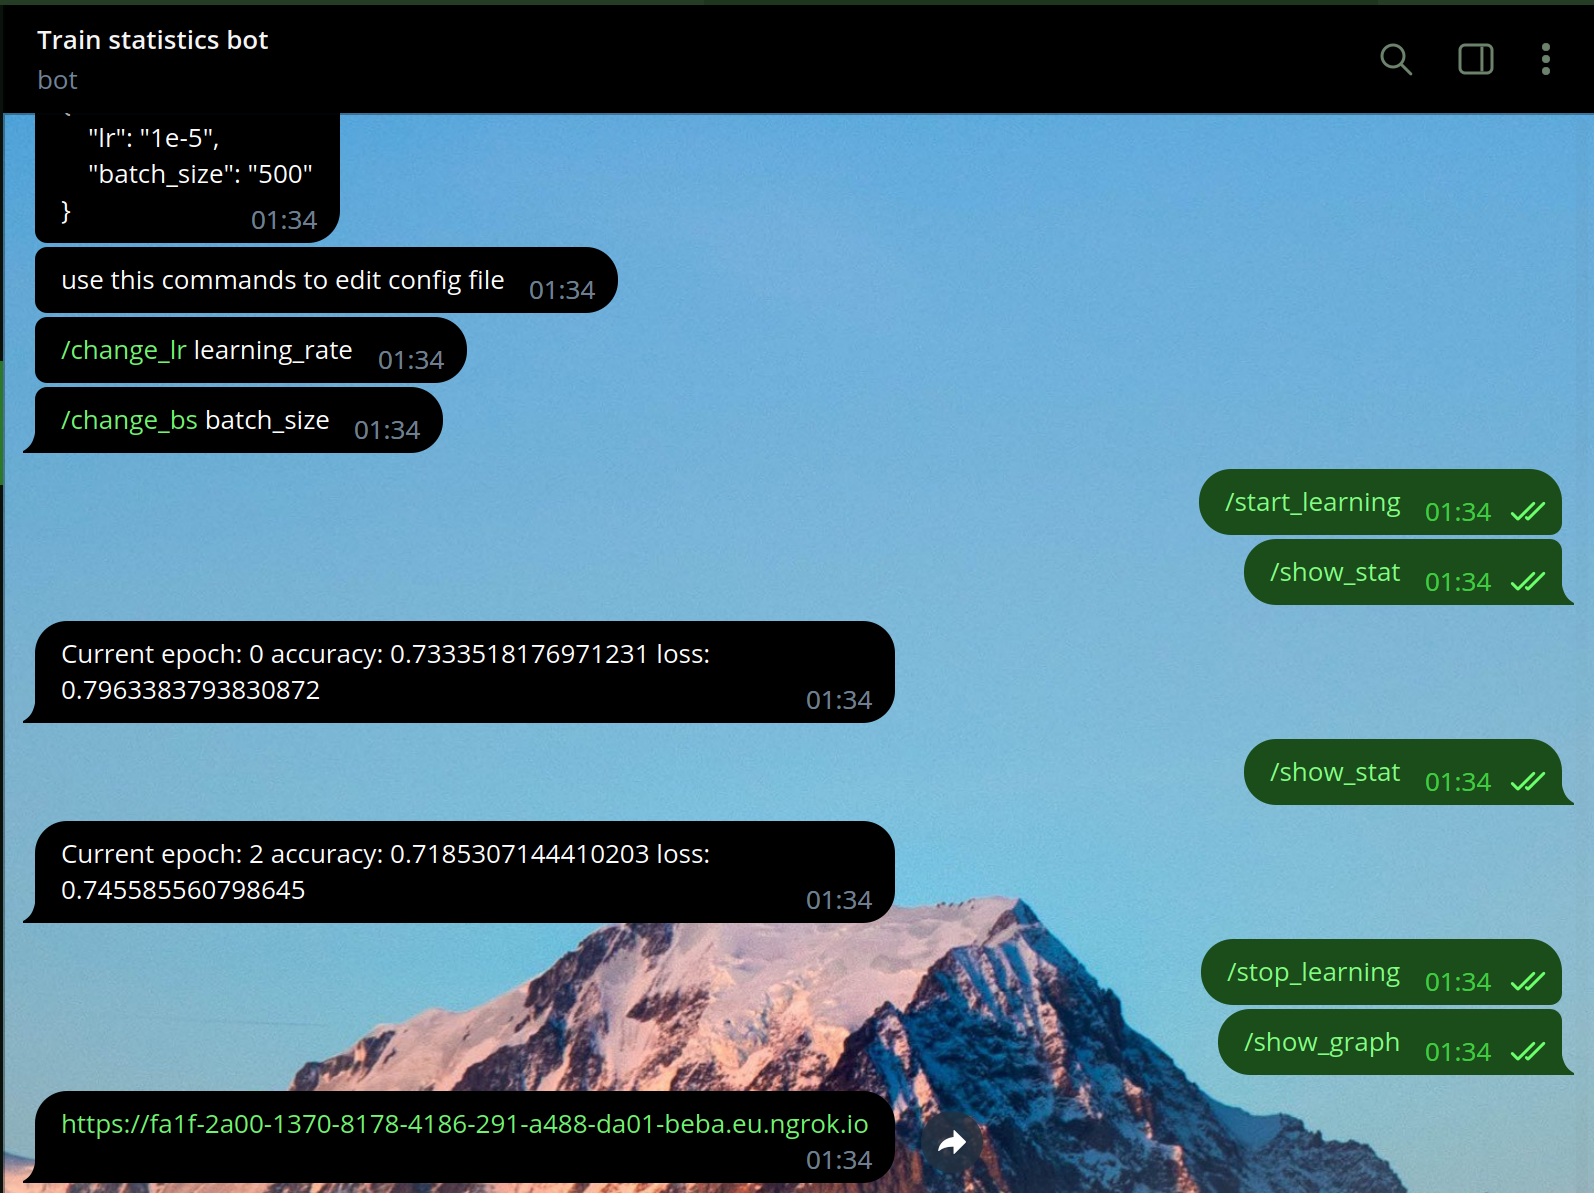 Train statistics bot
bot
"lr": "1e-5",
"batch_size": "500"
}
01:34
use this commands to edit config file 01:34
/change_lr learning_rate 01:34
/change_bs batch_size 01:34
/start_learning 01:34
/show_stat 01:34
Current epoch: 0 accuracy: 0.7333518176971231 loss:
0.7963383793830872
01:34
/show_stat 01:34
Current epoch: 2 accuracy: 0.7185307144410203 loss:
0.745585560798645
01:34
/stop_learning 01:34
/show_graph 01:34
https://fa1f-2a00-1370-8178-4186-291-a488-da01-beba.eu.ngrok.io
01:34